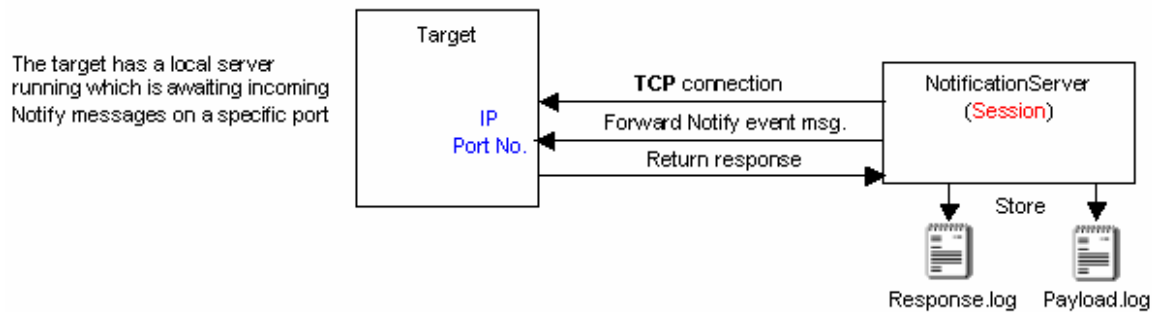 Target
The target has a local server
running which is awaiting incoming
Notify messages on a specific port
TCP connection
NotificationServer
(Session)
IP
Port No.
Forward Notify event msg.
Return response
Store
Response.log
Payload.log